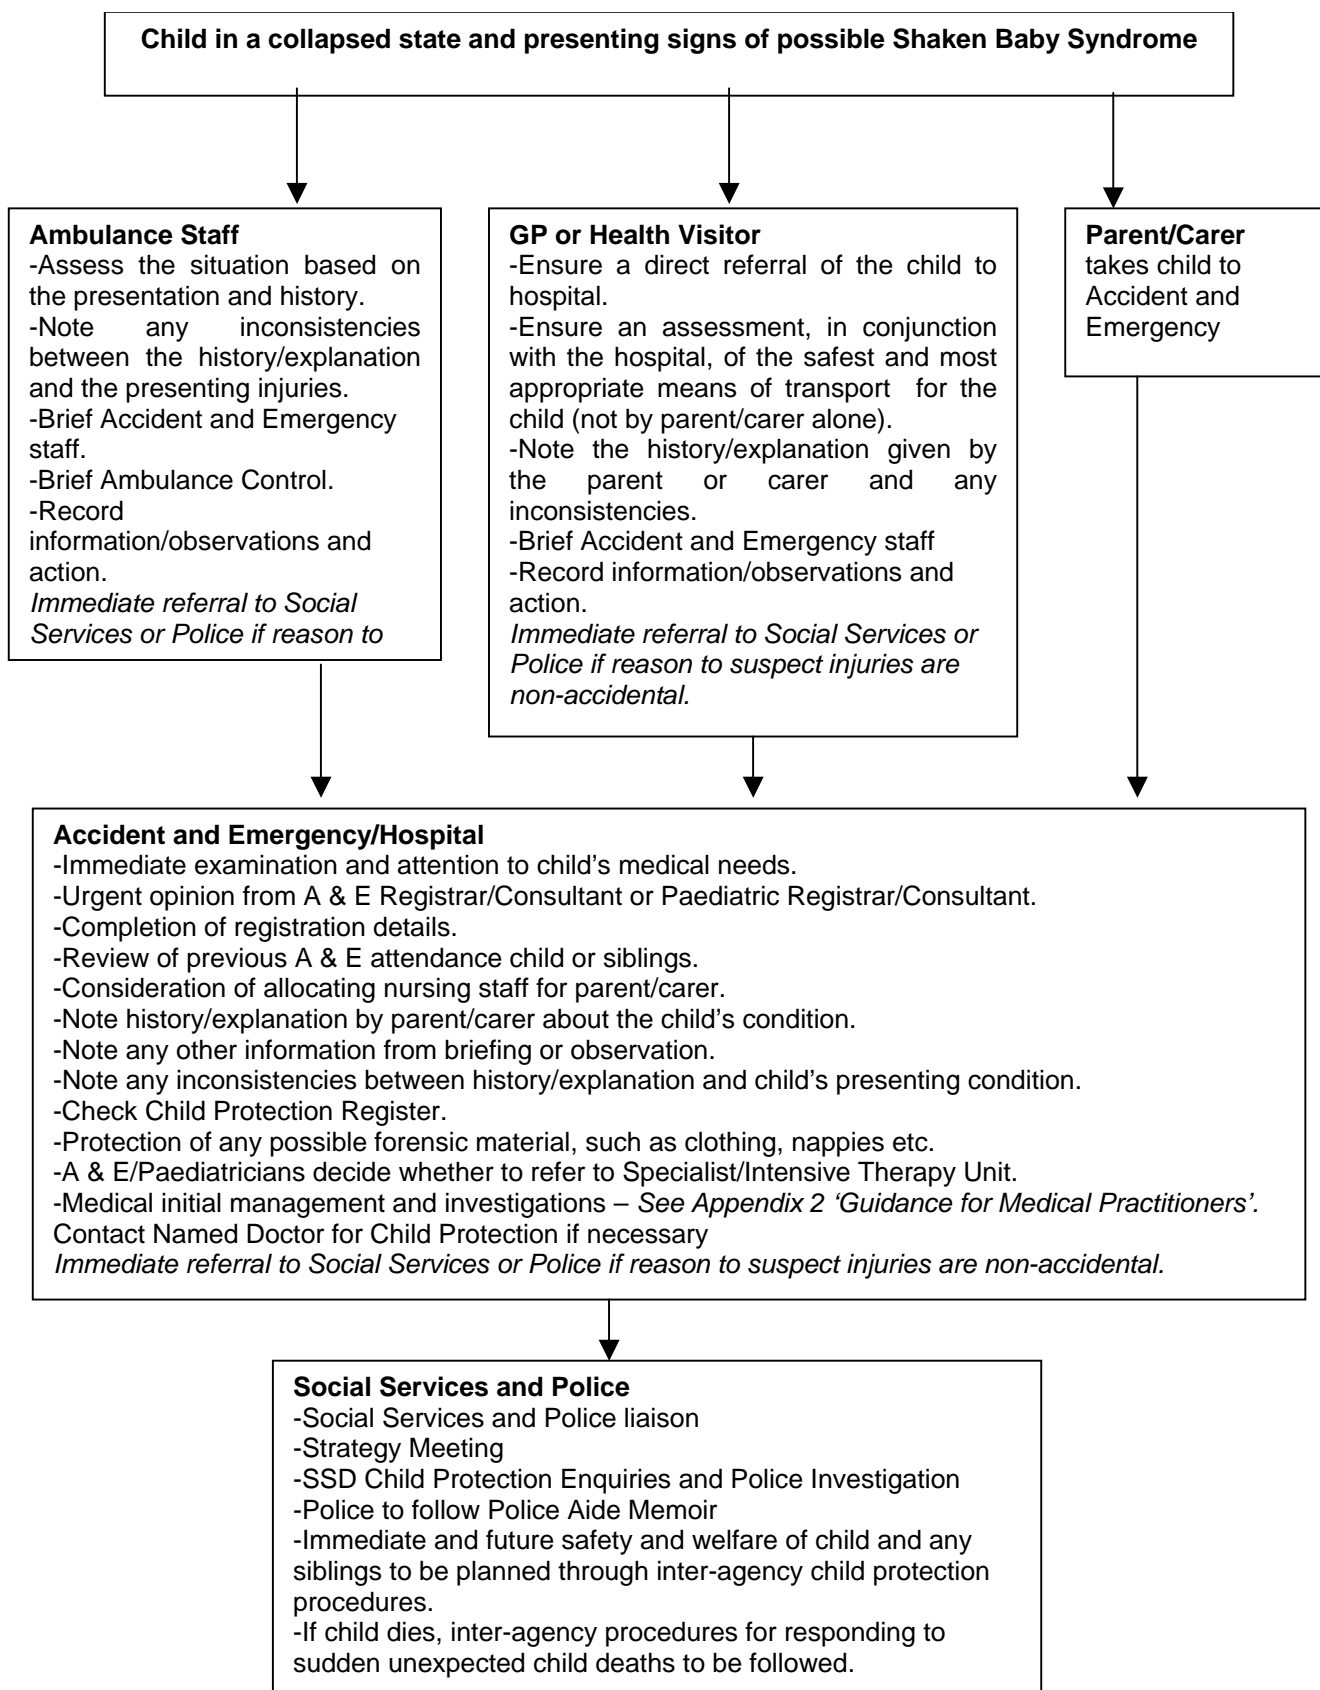 Child in a collapsed state and presenting signs of possible Shaken Baby Syndrome
Ambulance Staff
-Assess the situation based on
the presentation and history.
-Note any inconsistencies
between the history/explanation
and the presenting injuries.
-Brief Accident and Emergency
staff.
-Brief Ambulance Control.
-Record
information/observations and
action.
Immediate referral to Social
Services or Police if reason to
GP or Health Visitor
-Ensure a direct referral of the child to
hospital.
-Ensure an assessment, in conjunction
with the hospital, of the safest and most
appropriate means of transport for the
child (not by parent/carer alone).
-Note the history/explanation given by
the parent or carer and any
inconsistencies.
-Brief Accident and Emergency staff
-Record information/observations and
action.
Immediate referral to Social Services or
Police if reason to suspect injuries are
non-accidental.
Parent/Carer
takes child to
Accident and
Emergency
Accident and Emergency/Hospital
-Immediate examination and attention to child’s medical needs.
-Urgent opinion from A & E Registrar/Consultant or Paediatric Registrar/Consultant.
-Completion of registration details.
-Review of previous A & E attendance child or siblings.
-Consideration of allocating nursing staff for parent/carer.
-Note history/explanation by parent/carer about the child’s condition.
-Note any other information from briefing or observation.
-Note any inconsistencies between history/explanation and child’s presenting condition.
-Check Child Protection Register.
-Protection of any possible forensic material, such as clothing, nappies etc.
-A & E/Paediatricians decide whether to refer to Specialist/Intensive Therapy Unit.
-Medical initial management and investigations – See Appendix 2 ‘Guidance for Medical Practitioners’.
Contact Named Doctor for Child Protection if necessary
Immediate referral to Social Services or Police if reason to suspect injuries are non-accidental.
Social Services and Police
-Social Services and Police liaison
-Strategy Meeting
-SSD Child Protection Enquiries and Police Investigation
-Police to follow Police Aide Memoir
-Immediate and future safety and welfare of child and any
siblings to be planned through inter-agency child protection
procedures.
-If child dies, inter-agency procedures for responding to
sudden unexpected child deaths to be followed.